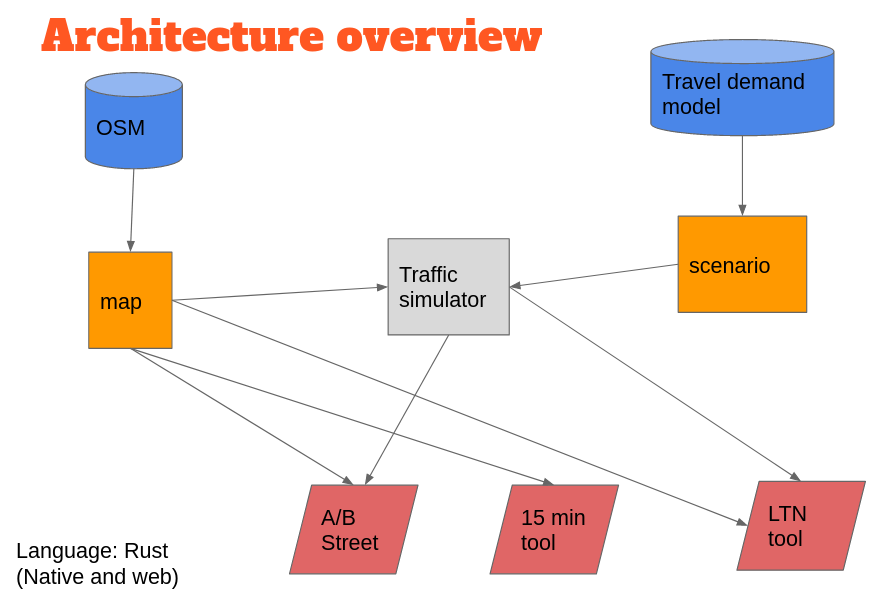 Architecture overview
OSM
Travel demand
model
map
Traffic
simulator
scenario
A/B
Street
15 min
tool
LTN
tool
Language: Rust
(Native and web)